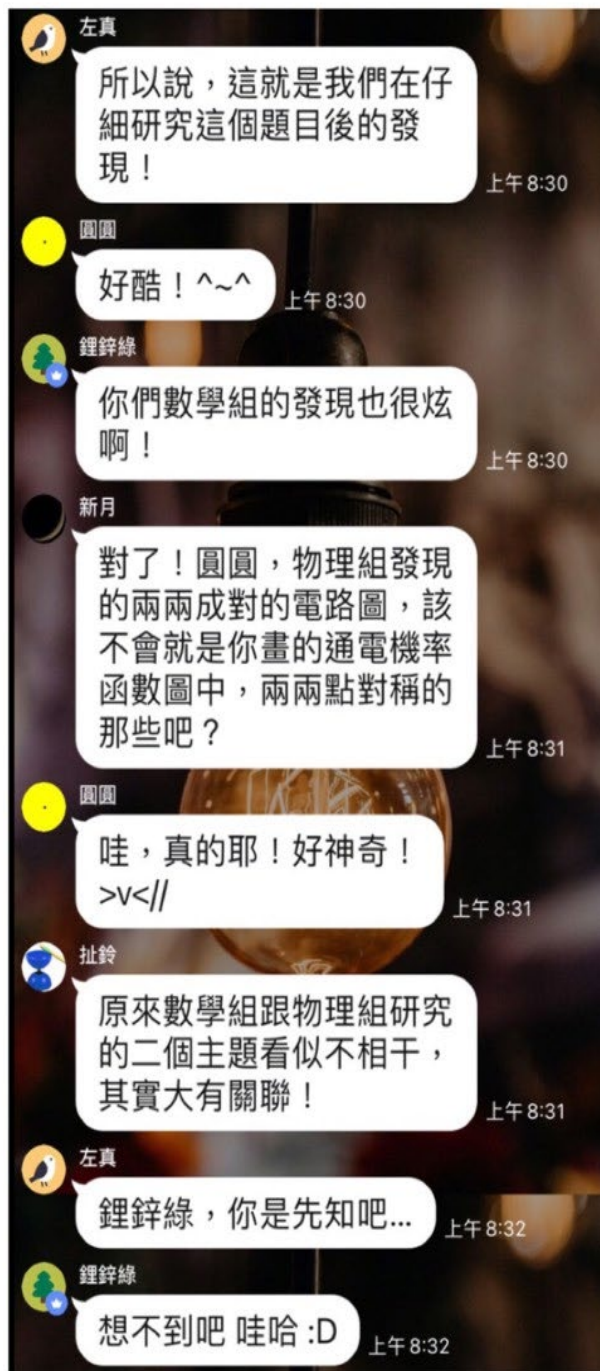 左真
所以說，這就是我們在仔
細研究這個題目後的發
現！
上午 8:30
圓圓
好酷！^~^
上午 8:30
鋰鋅綠
你們數學組的發現也很炫
啊！
上午 8:30
新月
對了！圓圓，物理組發現
的兩兩成對的電路圖，該
不會就是你畫的通電機率
函數圖中，兩兩點對稱的
那些吧？
上午 8:31
圓圓
哇，真的耶！好神奇！
>v<//
上午 8:31
扯鈴
原來數學組跟物理組研究
的二個主題看似不相干，
其實大有關聯！
上午 8:31
左真
鋰鋅綠，你是先知吧...
上午 8:32
鋰鋅綠
想不到吧 哇哈 :D
上午 8:32